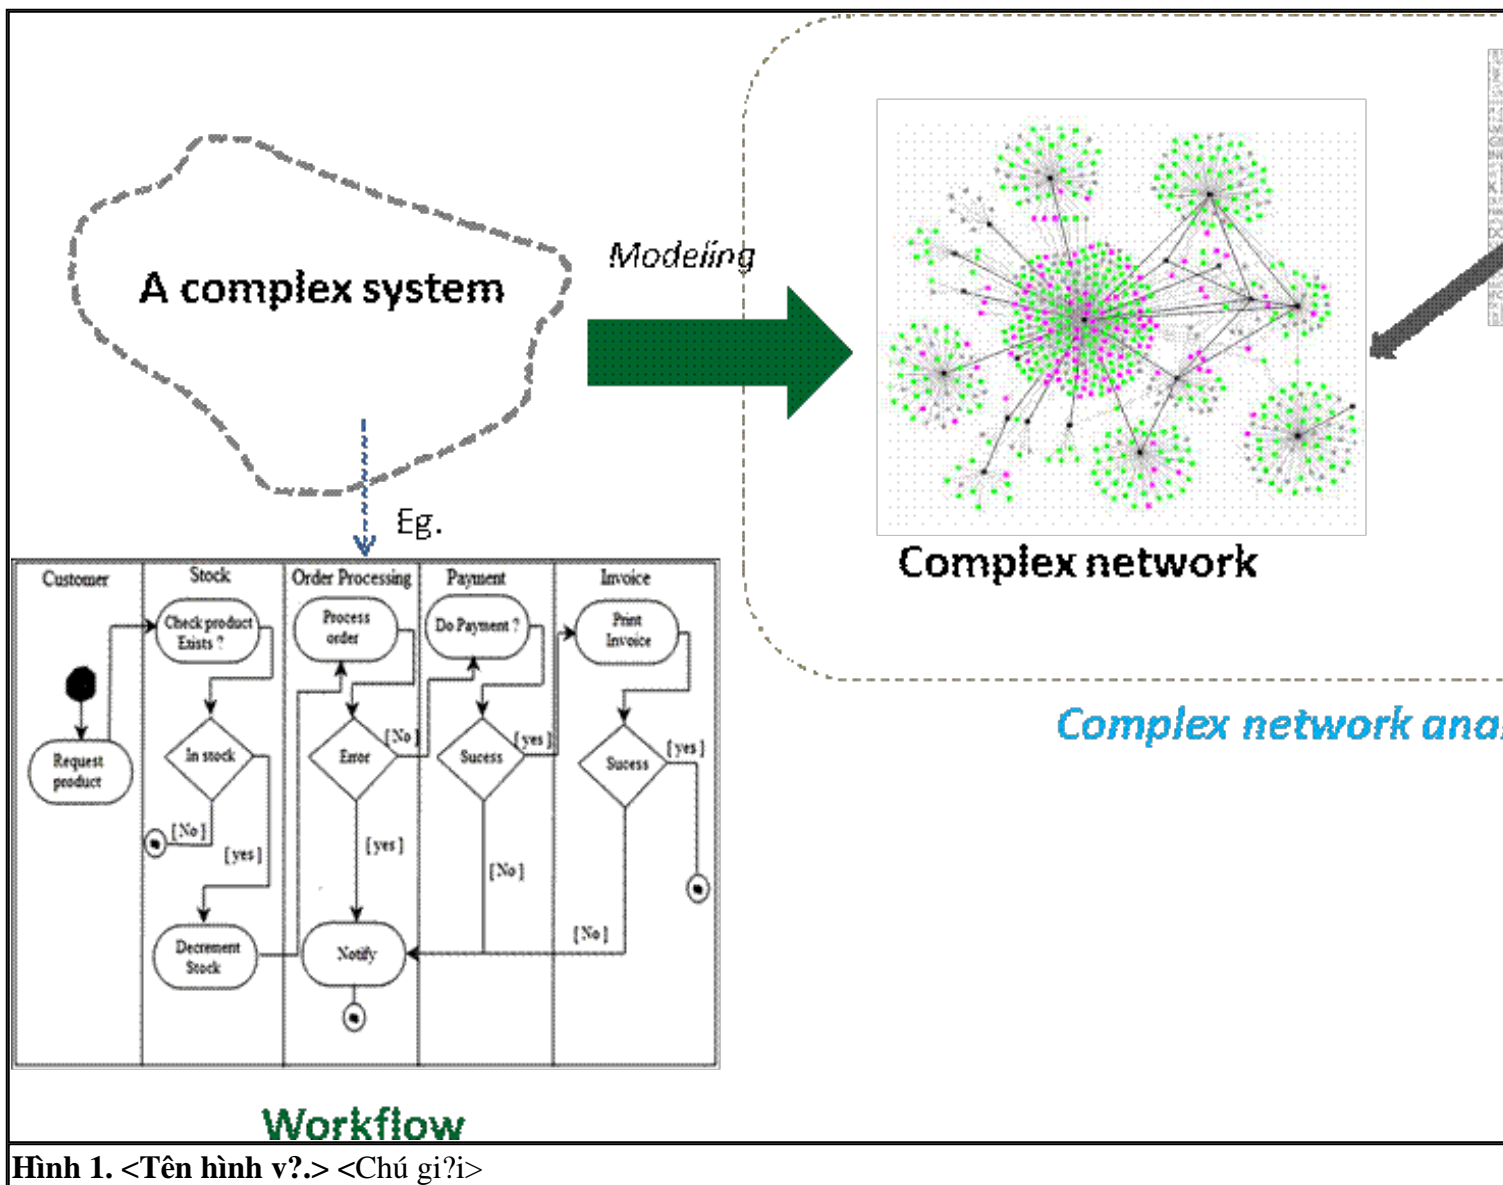 A complex system
Modeling
Eg.
Complex network
Complex network ana
Customer
Stock
Order Processing
Payment
Invoice
Check product
Exists ?
Process
order
Do Payment ?
Print
Invoice
Request
product
In stock
Error
[No]
Sucess
[yes]
Sucess
[yes]
[No]
[yes]
[yes]
[No]
[No]
Decrement
Stock
Notify
Workflow
Hình 1. <Tên hình v?.> <Chú gi?i>